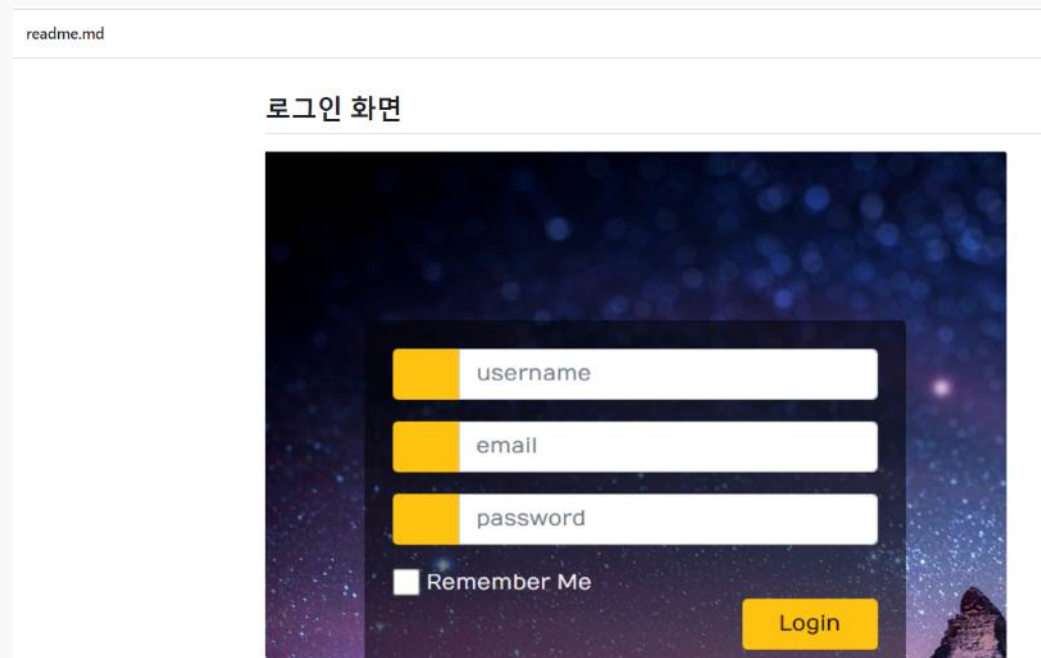 readme.md
로그인 화면
username
email
password
Remember Me
Login